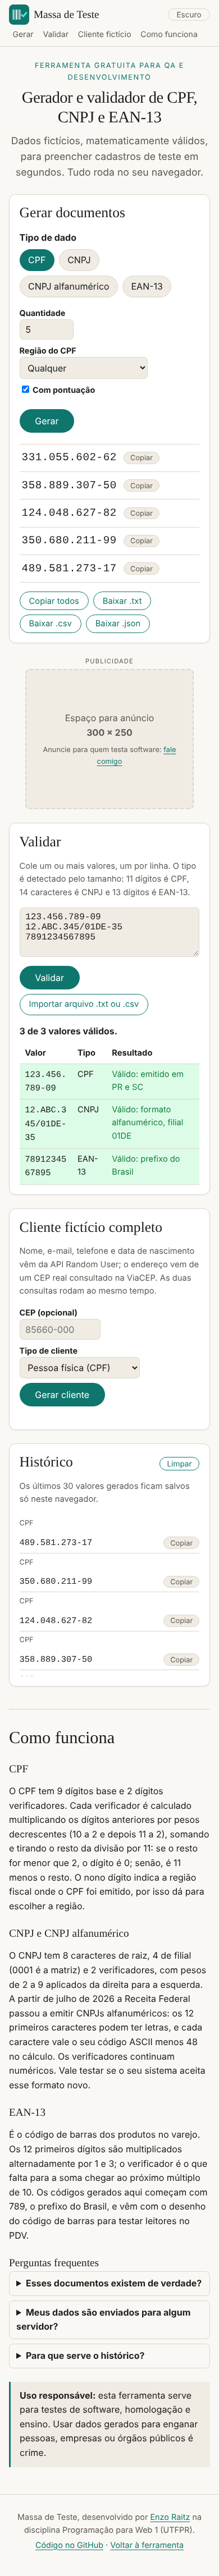 Massa de Teste
Escuro
Gerar Validar Cliente fictício Como funciona
FERRAMENTA GRATUITA PARA QA E
DESENVOLVIMENTO
Gerador e validador de CPF,
CNPJ e EAN-13
Dados fictícios, matematicamente válidos,
para preencher cadastros de teste em
segundos. Tudo roda no seu navegador.
Gerar documentos
Tipo de dado
CPF CNPJ
CNPJ alfanumérico EAN-13
Quantidade
5
Região do CPF
Qualquer
Com pontuação
Gerar
331.055.602-62 Copiar
358.889.307-50 Copiar
124.048.627-82 Copiar
350.680.211-99 Copiar
489.581.273-17 Copiar
Copiar todos Baixar .txt
Baixar .csv Baixar .json
PUBLICIDADE
Espaço para anúncio
300 × 250
Anuncie para quem testa software: fale
comigo
Validar
Cole um ou mais valores, um por linha. O tipo
é detectado pelo tamanho: 11 dígitos é CPF,
14 caracteres é CNPJ e 13 dígitos é EAN-13.
123.456.789-09
12.ABC.345/01DE-35
7891234567895
Validar
Importar arquivo .txt ou .csv
3 de 3 valores válidos.
Valor Tipo Resultado
123.456. CPF Válido: emitido em
789-09 PR e SC
12.ABC.3 CNPJ Válido: formato
45/01DE- alfanumérico, filial
35 01DE
78912345 EAN- Válido: prefixo do
67895 13 Brasil
Cliente fictício completo
Nome, e-mail, telefone e data de nascimento
vêm da API Random User; o endereço vem de
um CEP real consultado na ViaCEP. As duas
consultas rodam ao mesmo tempo.
CEP (opcional)
85660-000
Tipo de cliente
Pessoa física (CPF)
Gerar cliente
Histórico
Limpar
Os últimos 30 valores gerados ficam salvos
só neste navegador.
CPF
489.581.273-17 Copiar
CPF
350.680.211-99 Copiar
CPF
124.048.627-82 Copiar
CPF
358.889.307-50 Copiar
Como funciona
CPF
O CPF tem 9 dígitos base e 2 dígitos
verificadores. Cada verificador é calculado
multiplicando os dígitos anteriores por pesos
decrescentes (10 a 2 e depois 11 a 2), somando
e tirando o resto da divisão por 11: se o resto
for menor que 2, o dígito é 0; senão, é 11
menos o resto. O nono dígito indica a região
fiscal onde o CPF foi emitido, por isso dá para
escolher a região.
CNPJ e CNPJ alfanumérico
O CNPJ tem 8 caracteres de raiz, 4 de filial
(0001 é a matriz) e 2 verificadores, com pesos
de 2 a 9 aplicados da direita para a esquerda.
A partir de julho de 2026 a Receita Federal
passou a emitir CNPJs alfanuméricos: os 12
primeiros caracteres podem ter letras, e cada
caractere vale o seu código ASCII menos 48
no cálculo. Os verificadores continuam
numéricos. Vale testar se o seu sistema aceita
esse formato novo.
EAN-13
É o código de barras dos produtos no varejo.
Os 12 primeiros dígitos são multiplicados
alternadamente por 1 e 3; o verificador é o que
falta para a soma chegar ao próximo múltiplo
de 10. Os códigos gerados aqui começam com
789, o prefixo do Brasil, e vêm com o desenho
do código de barras para testar leitores no
PDV.
Perguntas frequentes
Esses documentos existem de verdade?
Meus dados são enviados para algum
servidor?
Para que serve o histórico?
Uso responsável: esta ferramenta serve
para testes de software, homologação e
ensino. Usar dados gerados para enganar
pessoas, empresas ou órgãos públicos é
crime.
Massa de Teste, desenvolvido por Enzo Raitz na
disciplina Programação para Web 1 (UTFPR).
Código no GitHub · Voltar à ferramenta